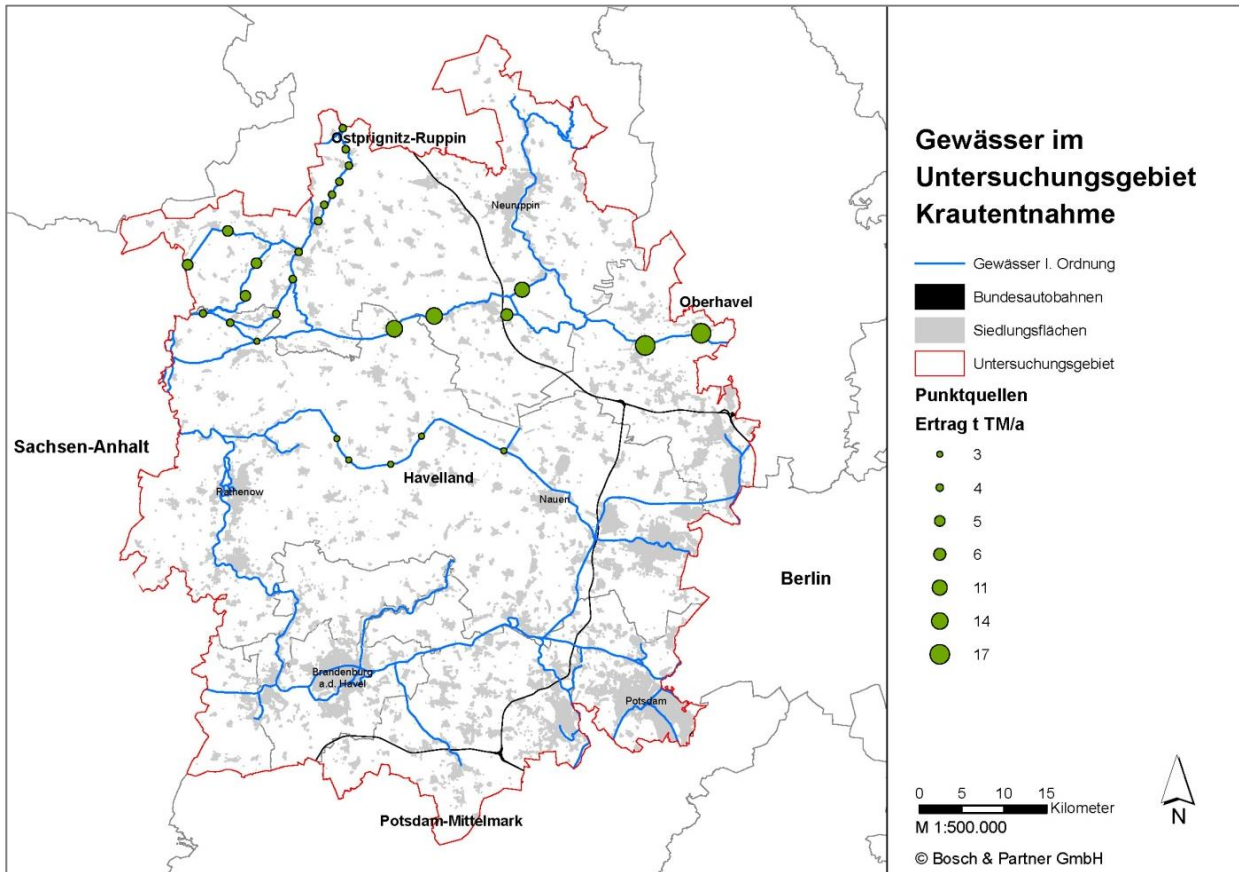 Ostprignitz-Ruppin
Neuruppin
Oberhavel
Sachsen-Anhalt
Havelland
Rathenow
Nauen
Berlin
Brandenburg
a.d. Havel
Potsdam
Potsdam-Mittelmark
Gewässer im
Untersuchungsgebiet
Krautentnahme
Gewässer I. Ordnung
Bundesautobahnen
Siedlungsflächen
Untersuchungsgebiet
Punktquellen
Ertrag t TM/a
3
4
5
6
11
14
17
0 5 10 15
Kilometer
M 1:500.000
N
© Bosch & Partner GmbH